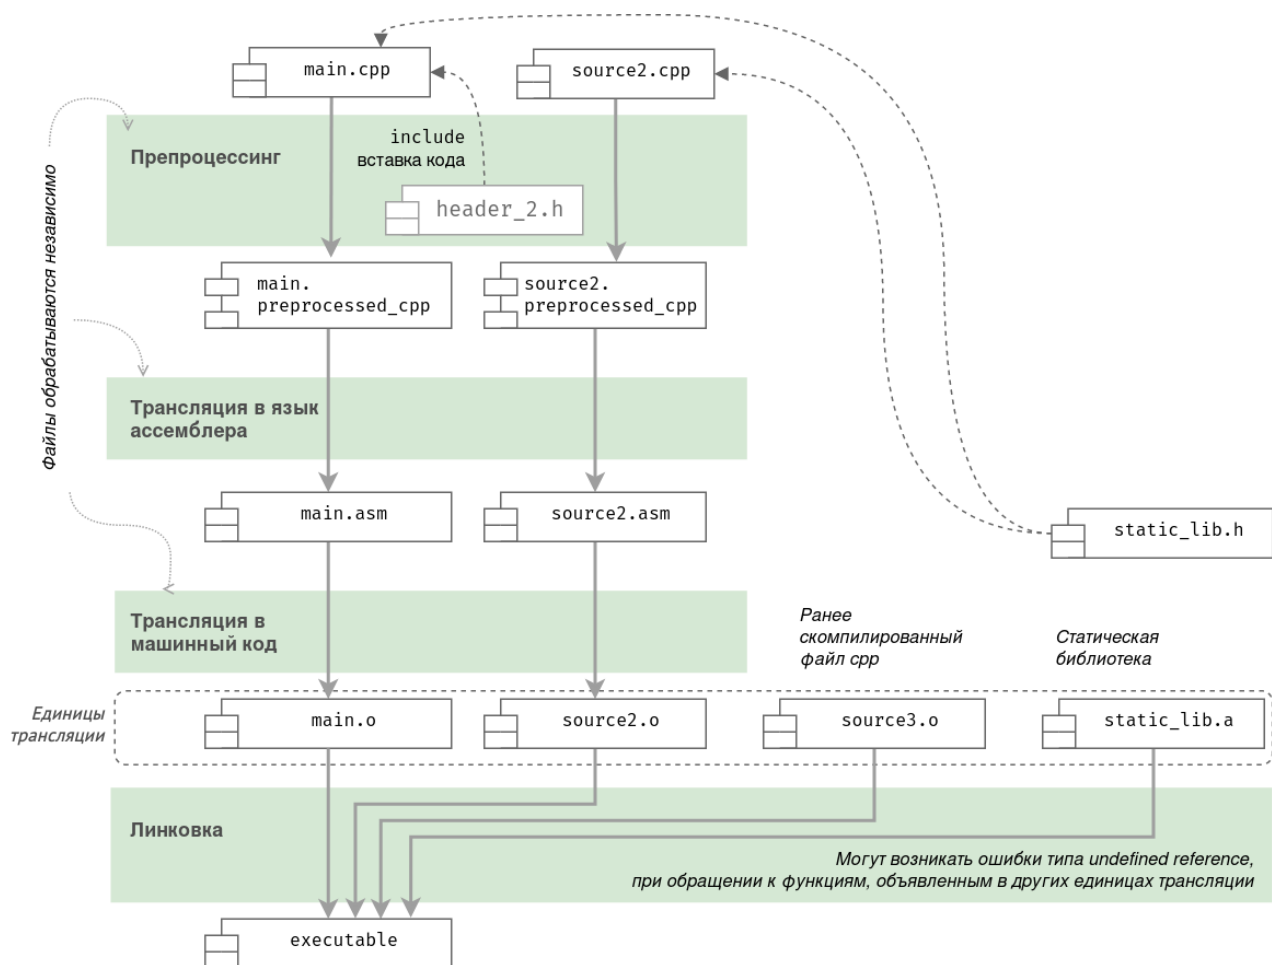 main.cpp
source2.cpp
include
вставка кода
Препроцессинг
header_2.h
Файлы обрабатываются независимо
main.
preprocessed_cpp
source2.
preprocessed_cpp
Трансляция в язык
ассемблера
main.asm
source2.asm
static_lib.h
Трансляция в
машинный код
Ранее
скомпилированный
файл cpp
Статическая
библиотека
Единицы
трансляции
main.o
source2.o
source3.o
static_lib.a
Линковка
Могут возникать ошибки типа undefined reference,
при обращении к функциям, объявленным в других единицах трансляции
executable